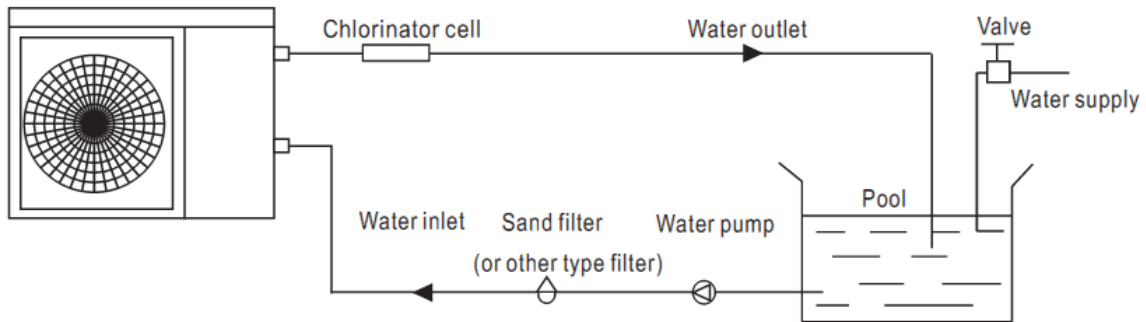 Chlorinator cell
Water outlet
Valve
Water supply
Pool
Water inlet
Sand filter
(or other type filter)
Water pump